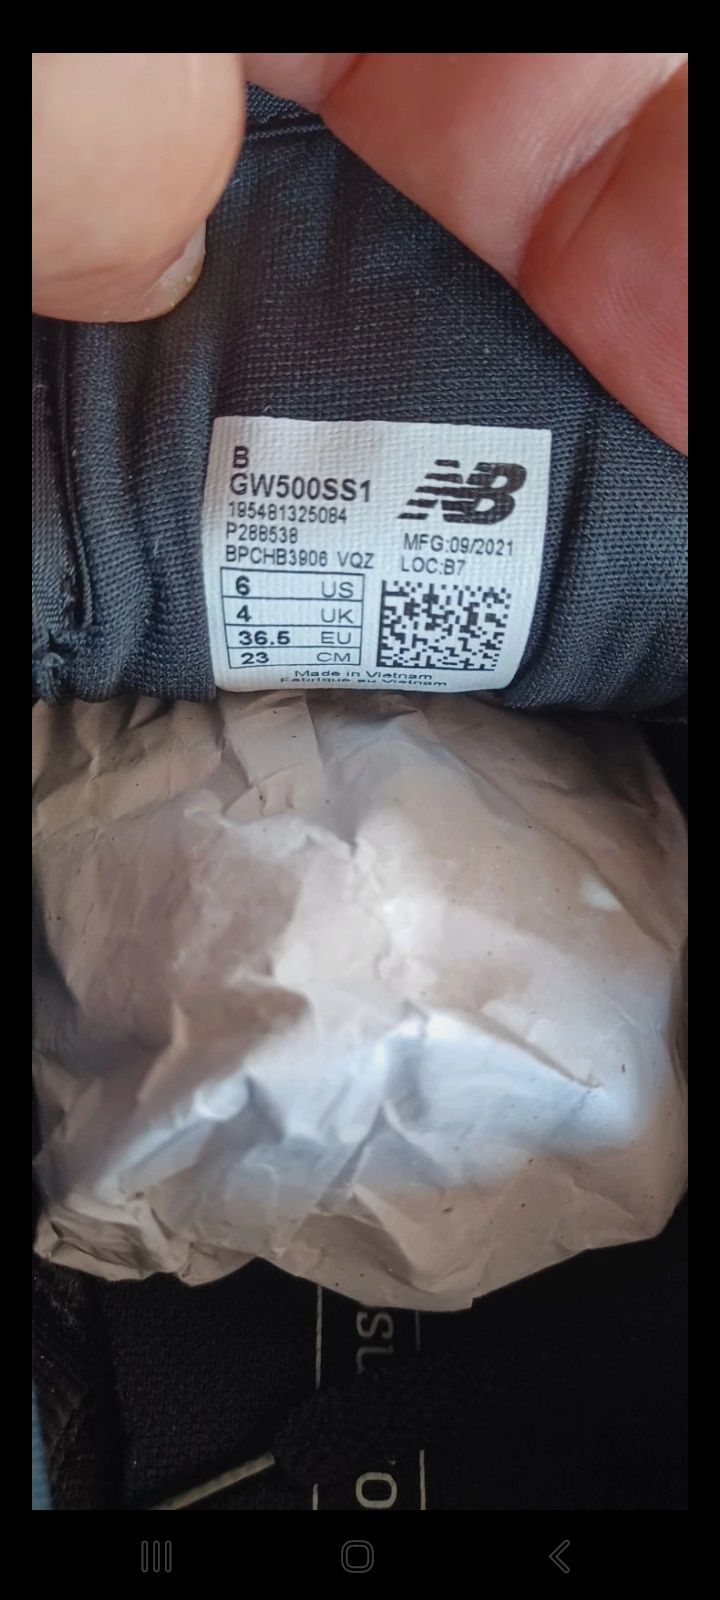 B
GW500SS1
195481325084
P288538
BPCHB3906 VQZ
NB
MFG:09/2021
LOC:B7
6 US
4 UK
36.5 EU
23 CM
Made in Vietnam
Fabriqué au Vietnam